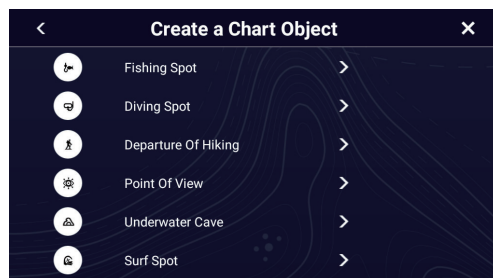 Create a Chart Object
Fishing Spot
Diving Spot
Departure Of Hiking
Point Of View
Underwater Cave
Surf Spot